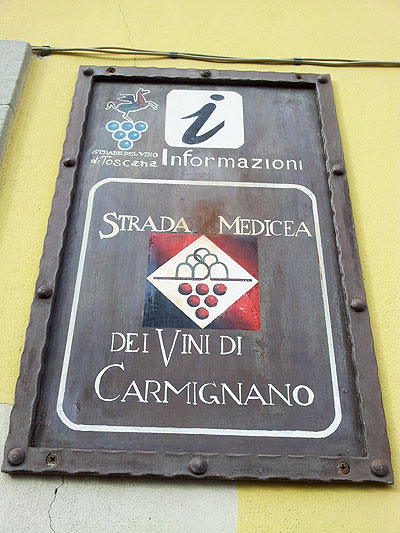 i
STRADE DEL VINO
di Toscana
Informazioni
STRADA MEDICEA
DEI VINI DI
CARMIGNANO